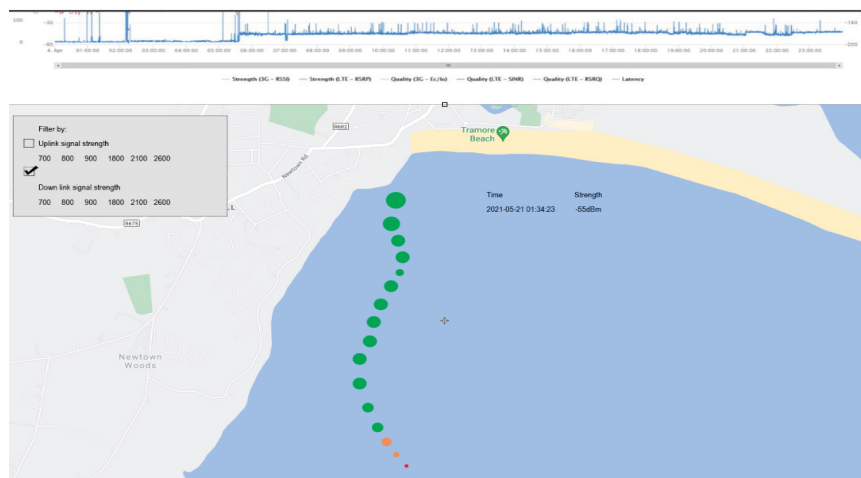 500
-30
-160
0
-60
-200
4. Apr 01:00:00 02:00:00 03:00:00 04:00:00 05:00:00 06:00:00 07:00:00 08:00:00 09:00:00 10:00:00 11:00:00 12:00:00 13:00:00 14:00:00 15:00:00 16:00:00 17:00:00 18:00:00 19:00:00 20:00:00 21:00:00 22:00:00 23:00:00
Strength (3G - RSSI) Strength (LTE - RSRP) Quality (3G - Ec/Io) Quality (LTE - SINR) Quality (LTE - RSRQ) Latency
Filter by:
Uplink signal strength
700 800 900 1800 2100 2600
Down link signal strength
700 800 900 1800 2100 2600
R682
Newtown Rd
Tramore
Beach
R675
Time Strength
2021-05-21 01:34:23 -55dBm
Newtown
Woods